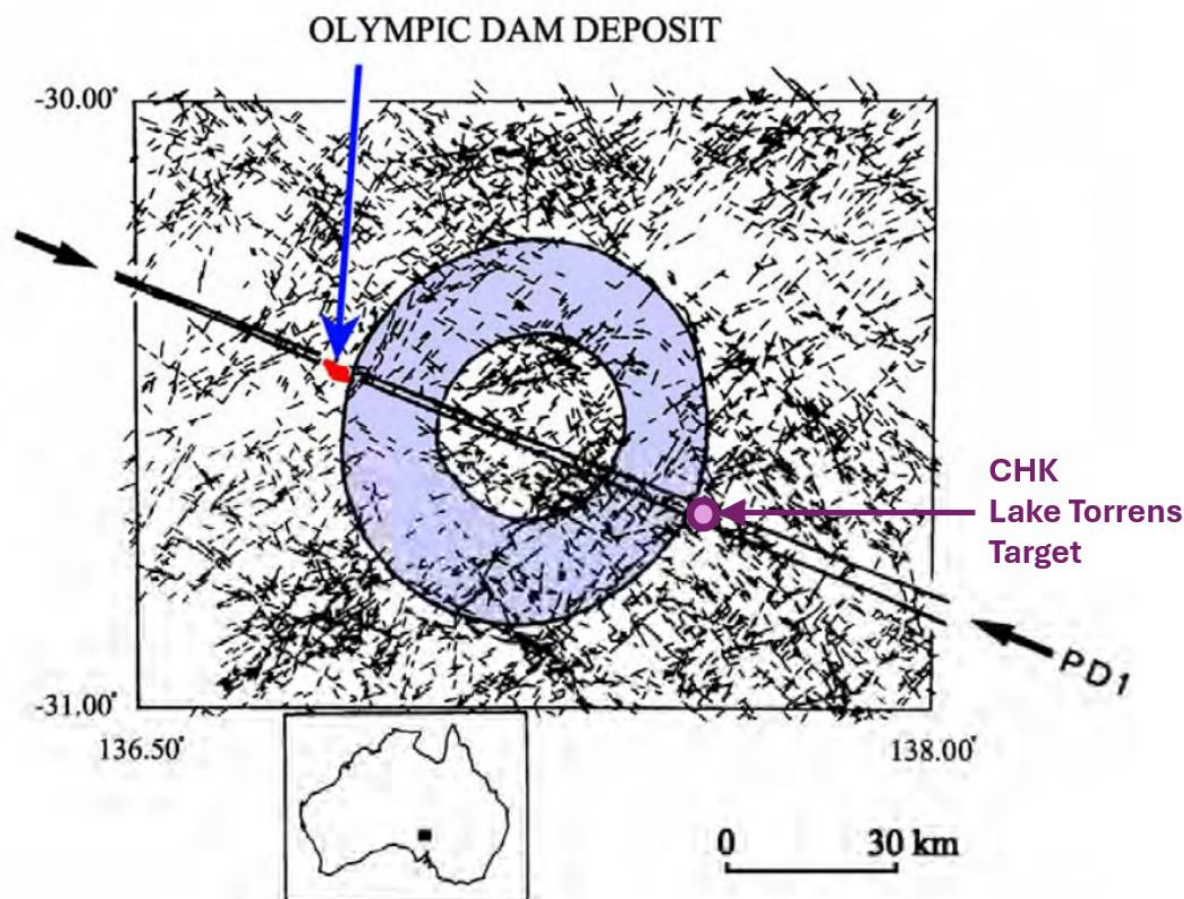 OLYMPIC DAM DEPOSIT
-30.00°
CHK
Lake Torrens
Target
PD1
-31.00°
136.50°
138.00°
0 30 km